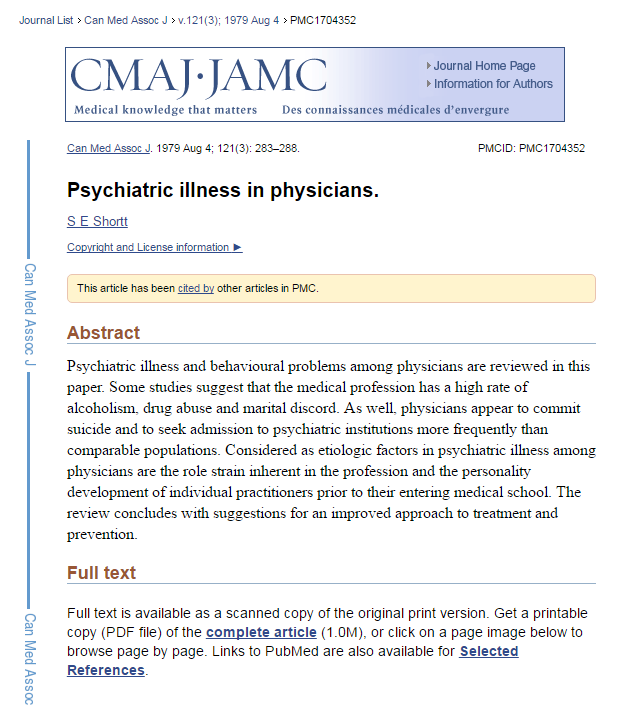 Journal List > Can Med Assoc J > v.121(3); 1979 Aug 4 > PMC1704352
CMAJ·JAMC
Medical knowledge that matters Des connaissances médicales d'envergure
Journal Home Page
Information for Authors
Can Med Assoc J. 1979 Aug 4; 121(3): 283–288. PMCID: PMC1704352
Psychiatric illness in physicians.
S E Shortt
Copyright and License information ►
This article has been cited by other articles in PMC.
Abstract
Psychiatric illness and behavioural problems among physicians are reviewed in this
paper. Some studies suggest that the medical profession has a high rate of
alcoholism, drug abuse and marital discord. As well, physicians appear to commit
suicide and to seek admission to psychiatric institutions more frequently than
comparable populations. Considered as etiologic factors in psychiatric illness among
physicians are the role strain inherent in the profession and the personality
development of individual practitioners prior to their entering medical school. The
review concludes with suggestions for an improved approach to treatment and
prevention.
Full text
Full text is available as a scanned copy of the original print version. Get a printable
copy (PDF file) of the complete article (1.0M), or click on a page image below to
browse page by page. Links to PubMed are also available for Selected
References.
Can Med Assoc J
Can Med Assoc